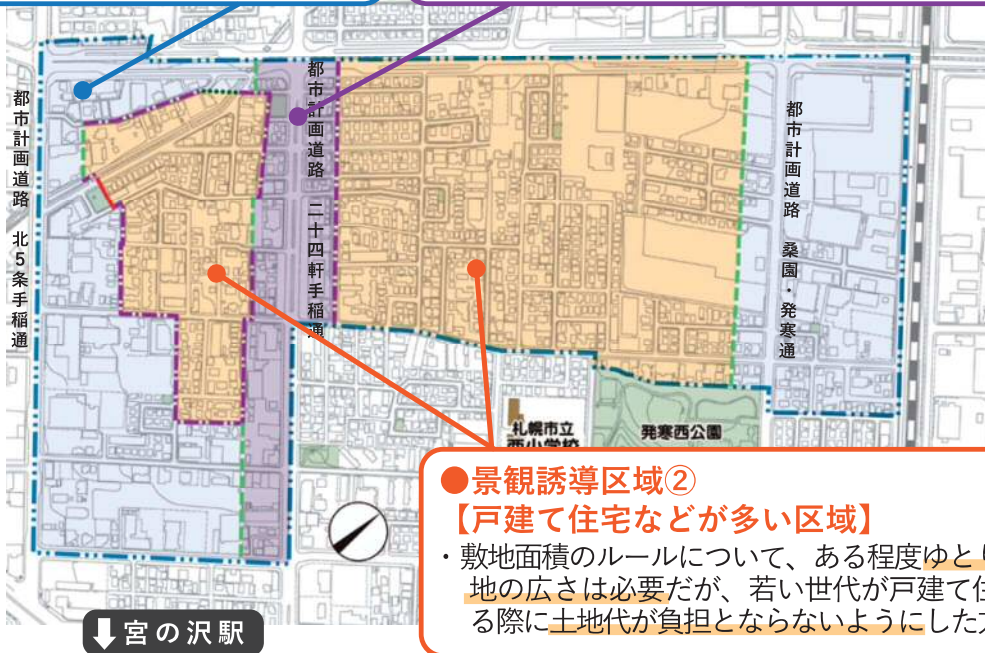 都市計画道路 北5条手稲通
都市計画道路 二十四軒手稲通
都市計画道路 桑園・発寒通
札幌市立
西小学校
発寒西公園
●景観誘導区域②
【戸建て住宅などが多い区域】
・敷地面積のルールについて、ある程度ゆとり
地の広さは必要だが、若い世代が戸建て住
る際に土地代が負担とならないようにした
⬇宮の沢駅